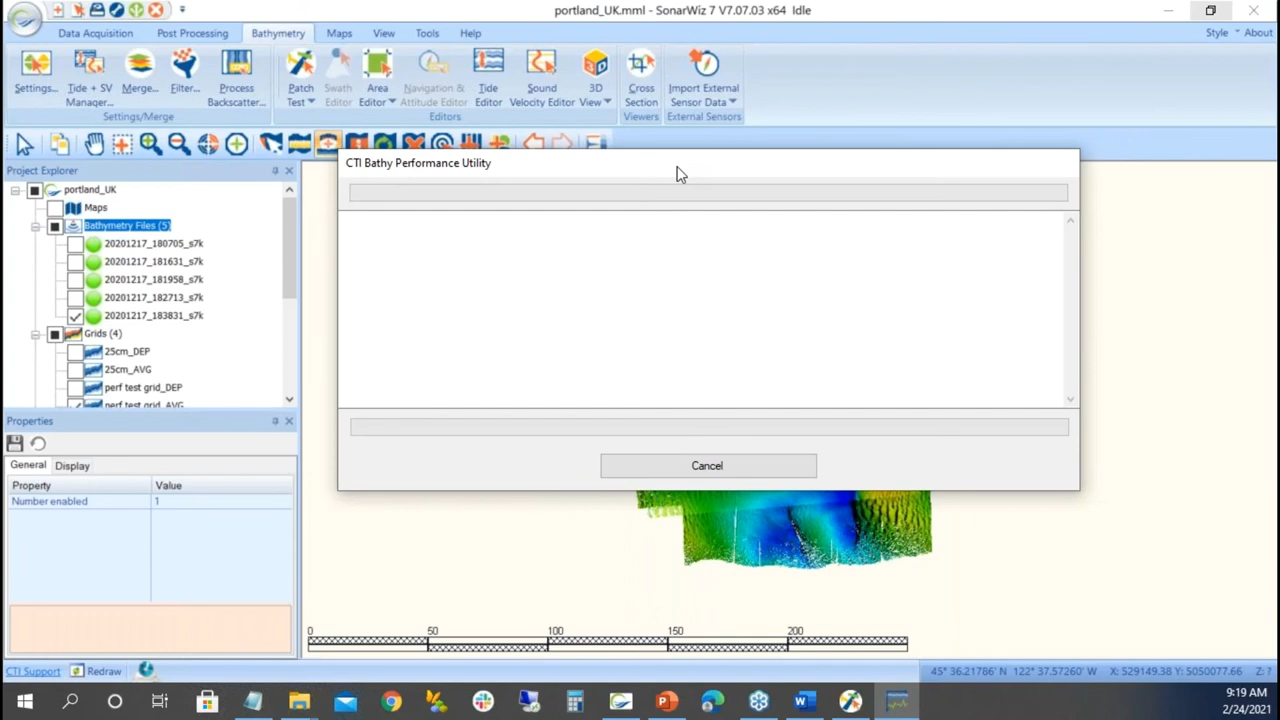 portland_UK.mml - SonarWiz 7 V7.07.03 x64 Idle
Data Acquisition Post Processing Bathymetry Maps View Tools Help Style About
Settings... Tide + SV Manager... Merge... Filter... Process Backscatter... Patch Test Swath Editor Area Editor Navigation & Attitude Editor Tide Editor Sound Velocity Editor 3D View Cross Section Import External Sensor Data
Settings/Merge Editors Viewers External Sensors
Project Explorer
portland_UK
Maps
Bathymetry Files (5)
20201217_180705_s7k
20201217_181631_s7k
20201217_181958_s7k
20201217_182713_s7k
20201217_183831_s7k
Grids (4)
25cm_DEP
25cm_AVG
perf test grid_DEP
perf test grid_AVG
Properties
General Display
Property Value
Number enabled 1
CTI Bathy Performance Utility
Cancel
0 50 100 150 200
CTI Support Redraw 45° 36.21786' N 122° 37.57260' W X: 529149.38 Y: 5050077.66 Z: ?
9:19 AM
2/24/2021